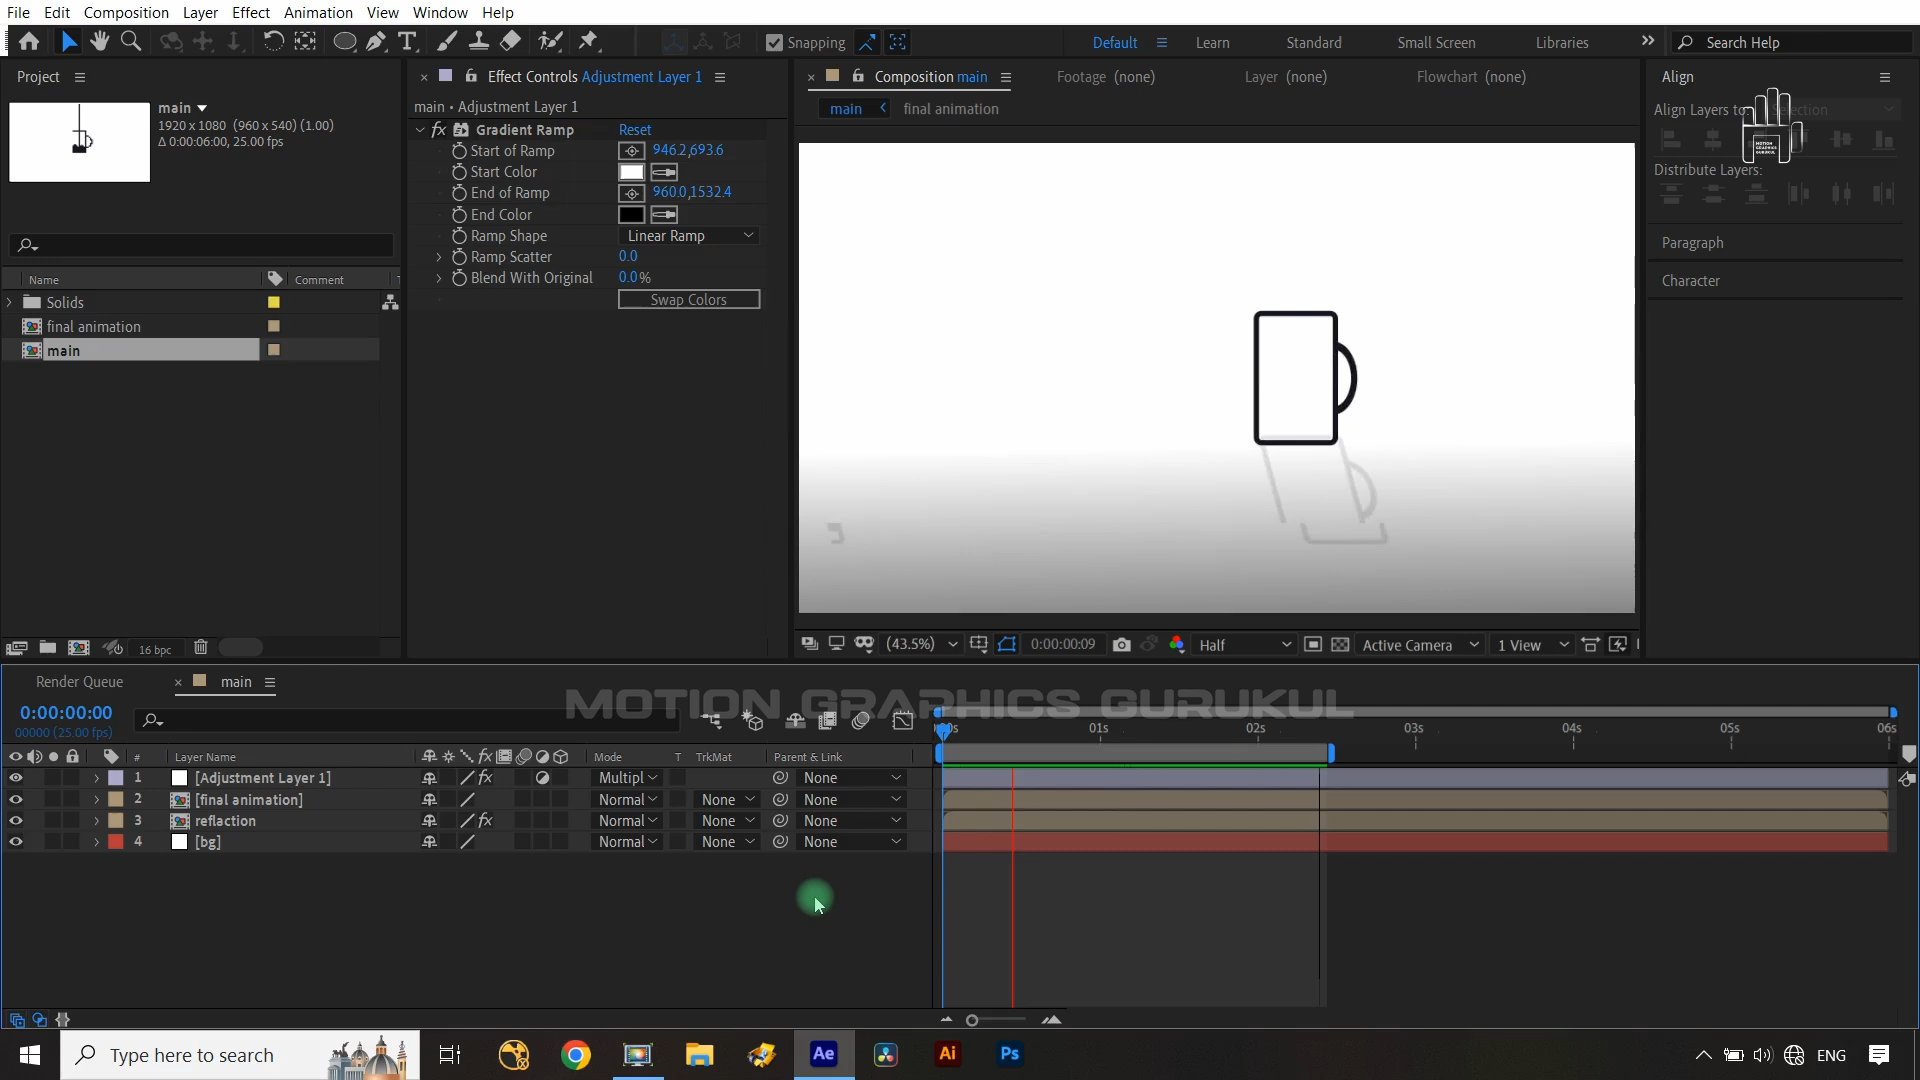 File Edit Composition Layer Effect Animation View Window Help
Snapping
Default Learn Standard Small Screen Libraries
Search Help
Project
main
1920 x 1080 (960 x 540) (1.00)
Δ 0:00:06:00, 25.00 fps
Name Comment
Solids
final animation
main
16 bpc
Effect Controls Adjustment Layer 1
main • Adjustment Layer 1
fx Gradient Ramp Reset
Start of Ramp 946.2,693.6
Start Color
End of Ramp 960.0,1532.4
End Color
Ramp Shape Linear Ramp
Ramp Scatter 0.0
Blend With Original 0.0%
Swap Colors
Composition main Footage (none) Layer (none) Flowchart (none)
main final animation
(43.5%) 0:00:00:09 Half Active Camera 1 View
Align
Align Layers to: Selection
MOTION
GRAPHICS
GURUKUL
Distribute Layers:
Paragraph
Character
Render Queue main
MOTION GRAPHICS GURUKUL
0:00:00:00
00000 (25.00 fps)
00s 01s 02s 03s 04s 05s 06s
# Layer Name fx Mode T TrkMat Parent & Link
1 [Adjustment Layer 1] fx Multipl None
2 [final animation] Normal None None
3 reflaction fx Normal None None
4 [bg] Normal None None
Type here to search
Ae Ai Ps
ENG